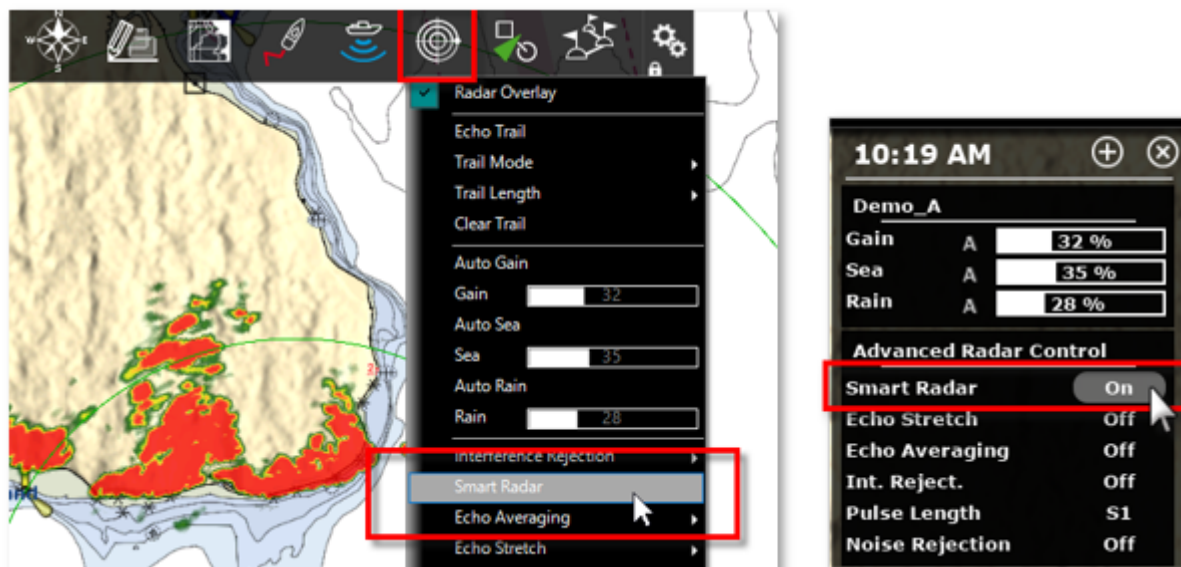 N
W
E
S
Radar Overlay
Echo Trail
Trail Mode
Trail Length
Clear Trail
Auto Gain
Gain 32
Auto Sea
Sea 35
Auto Rain
Rain 28
Interference Rejection
Smart Radar
Echo Averaging
Echo Stretch
10:19 AM
Demo_A
Gain A 32 %
Sea A 35 %
Rain A 28 %
Advanced Radar Control
Smart Radar On
Echo Stretch Off
Echo Averaging Off
Int. Reject. Off
Pulse Length S1
Noise Rejection Off